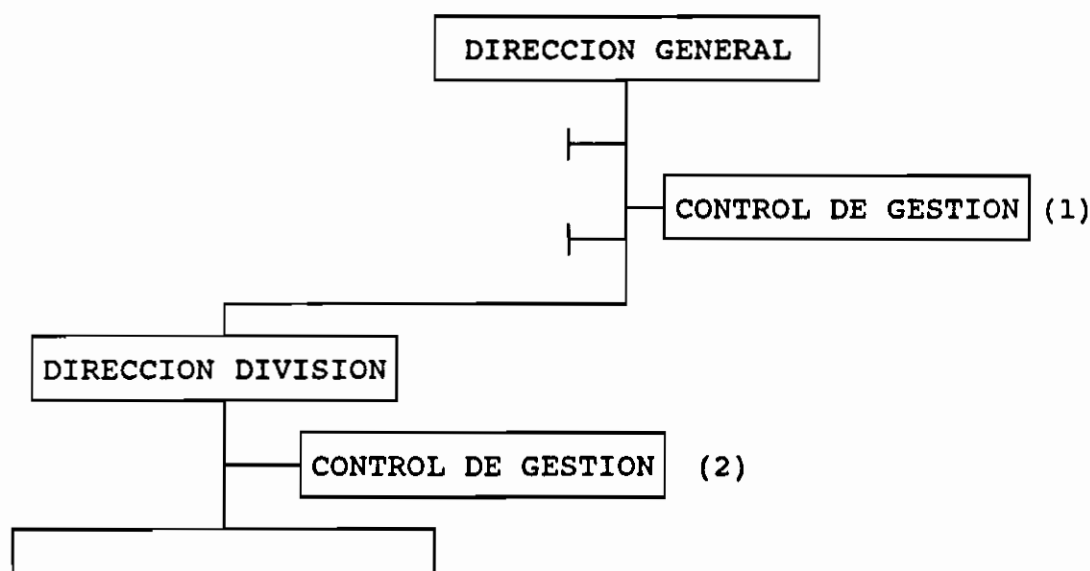 DIRECCION GENERAL
CONTROL DE GESTION (1)
DIRECCION DIVISION
CONTROL DE GESTION (2)